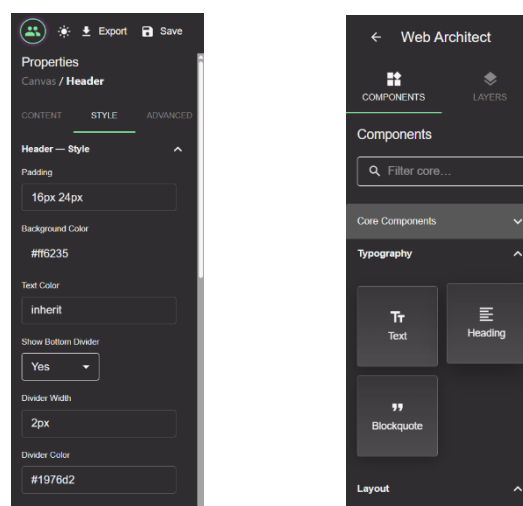 Export Save
Properties
Canvas / Header
CONTENT STYLE ADVANCED
Header — Style
Padding
16px 24px
Background Color
#ff6235
Text Color
inherit
Show Bottom Divider
Yes
Divider Width
2px
Divider Color
#1976d2
Web Architect
COMPONENTS LAYERS
Components
Filter core...
Core Components
Typography
Text Heading
Blockquote
Layout